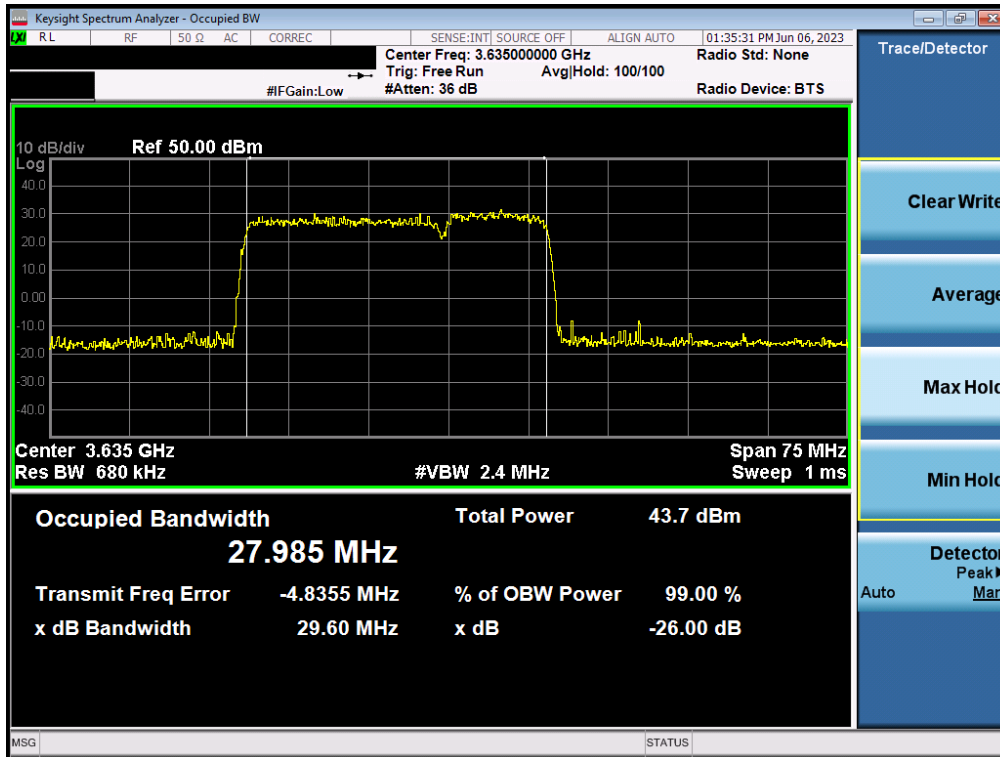 Keysight Spectrum Analyzer - Occupied BW
LXI RL RF 50 Ω AC CORREC SENSE:INT SOURCE OFF ALIGN AUTO 01:35:31 PM Jun 06, 2023
Center Freq: 3.635000000 GHz Radio Std: None
Trig: Free Run Avg|Hold: 100/100
#IFGain:Low #Atten: 36 dB Radio Device: BTS
Trace/Detector
10 dB/div Ref 50.00 dBm
Log
40.0
30.0
20.0
10.0
0.00
-10.0
-20.0
-30.0
-40.0
Center 3.635 GHz Span 75 MHz
Res BW 680 kHz #VBW 2.4 MHz Sweep 1 ms
Occupied Bandwidth Total Power 43.7 dBm
27.985 MHz
Transmit Freq Error -4.8355 MHz % of OBW Power 99.00 %
x dB Bandwidth 29.60 MHz x dB -26.00 dB
Clear Write
Average
Max Hold
Min Hold
Detector
Peak
Auto Man
MSG STATUS